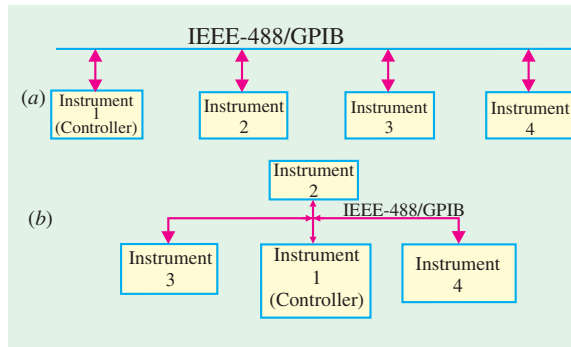 IEEE-488/GPIB
(a)
Instrument
1
(Controller)
Instrument
2
Instrument
3
Instrument
4
Instrument
2
(b)
IEEE-488/GPIB
Instrument
3
Instrument
1
(Controller)
Instrument
4